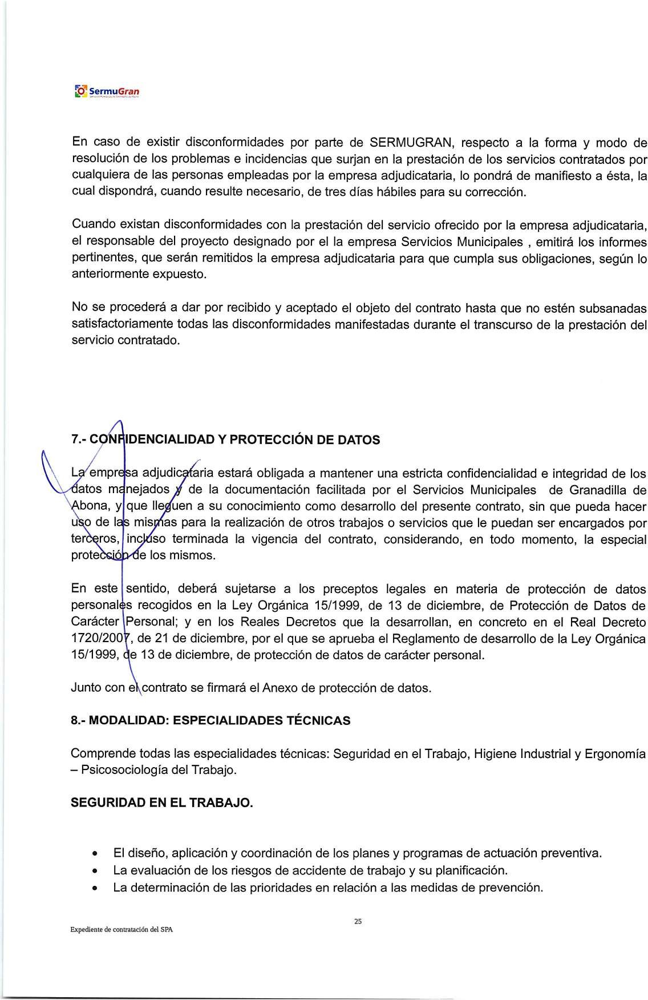 SermuGran
En caso de existir disconformidades por parte de SERMUGRAN, respecto a la forma y modo de
resolución de los problemas e incidencias que surjan en la prestación de los servicios contratados por
cualquiera de las personas empleadas por la empresa adjudicataria, lo pondrá de manifiesto a ésta, la
cual dispondrá, cuando resulte necesario, de tres días hábiles para su corrección.
Cuando existan disconformidades con la prestación del servicio ofrecido por la empresa adjudicataria,
el responsable del proyecto designado por el la empresa Servicios Municipales , emitirá los informes
pertinentes, que serán remitidos la empresa adjudicataria para que cumpla sus obligaciones, según lo
anteriormente expuesto.
No se procederá a dar por recibido y aceptado el objeto del contrato hasta que no estén subsanadas
satisfactoriamente todas las disconformidades manifestadas durante el transcurso de la prestación del
servicio contratado.
7.- CONFIDENCIALIDAD Y PROTECCIÓN DE DATOS
La empresa adjudicataria estará obligada a mantener una estricta confidencialidad e integridad de los
datos manejados y de la documentación facilitada por el Servicios Municipales de Granadilla de
Abona, y que lleguen a su conocimiento como desarrollo del presente contrato, sin que pueda hacer
uso de las mismas para la realización de otros trabajos o servicios que le puedan ser encargados por
terceros, incluso terminada la vigencia del contrato, considerando, en todo momento, la especial
protección de los mismos.
En este sentido, deberá sujetarse a los preceptos legales en materia de protección de datos
personales recogidos en la Ley Orgánica 15/1999, de 13 de diciembre, de Protección de Datos de
Carácter Personal; y en los Reales Decretos que la desarrollan, en concreto en el Real Decreto
1720/2007, de 21 de diciembre, por el que se aprueba el Reglamento de desarrollo de la Ley Orgánica
15/1999, de 13 de diciembre, de protección de datos de carácter personal.
Junto con el contrato se firmará el Anexo de protección de datos.
8.- MODALIDAD: ESPECIALIDADES TÉCNICAS
Comprende todas las especialidades técnicas: Seguridad en el Trabajo, Higiene Industrial y Ergonomía
– Psicosociología del Trabajo.
SEGURIDAD EN EL TRABAJO.
• El diseño, aplicación y coordinación de los planes y programas de actuación preventiva.
• La evaluación de los riesgos de accidente de trabajo y su planificación.
• La determinación de las prioridades en relación a las medidas de prevención.
25
Expediente de contratación del SPA